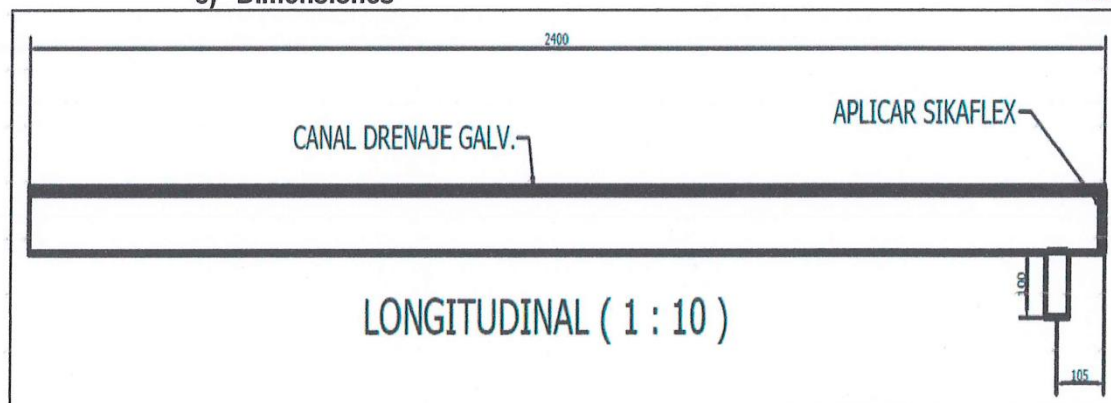 c) Dimensiones
2400
APLICAR SIKAFLEX
CANAL DRENAJE GALV.
100
LONGITUDINAL ( 1 : 10 )
105